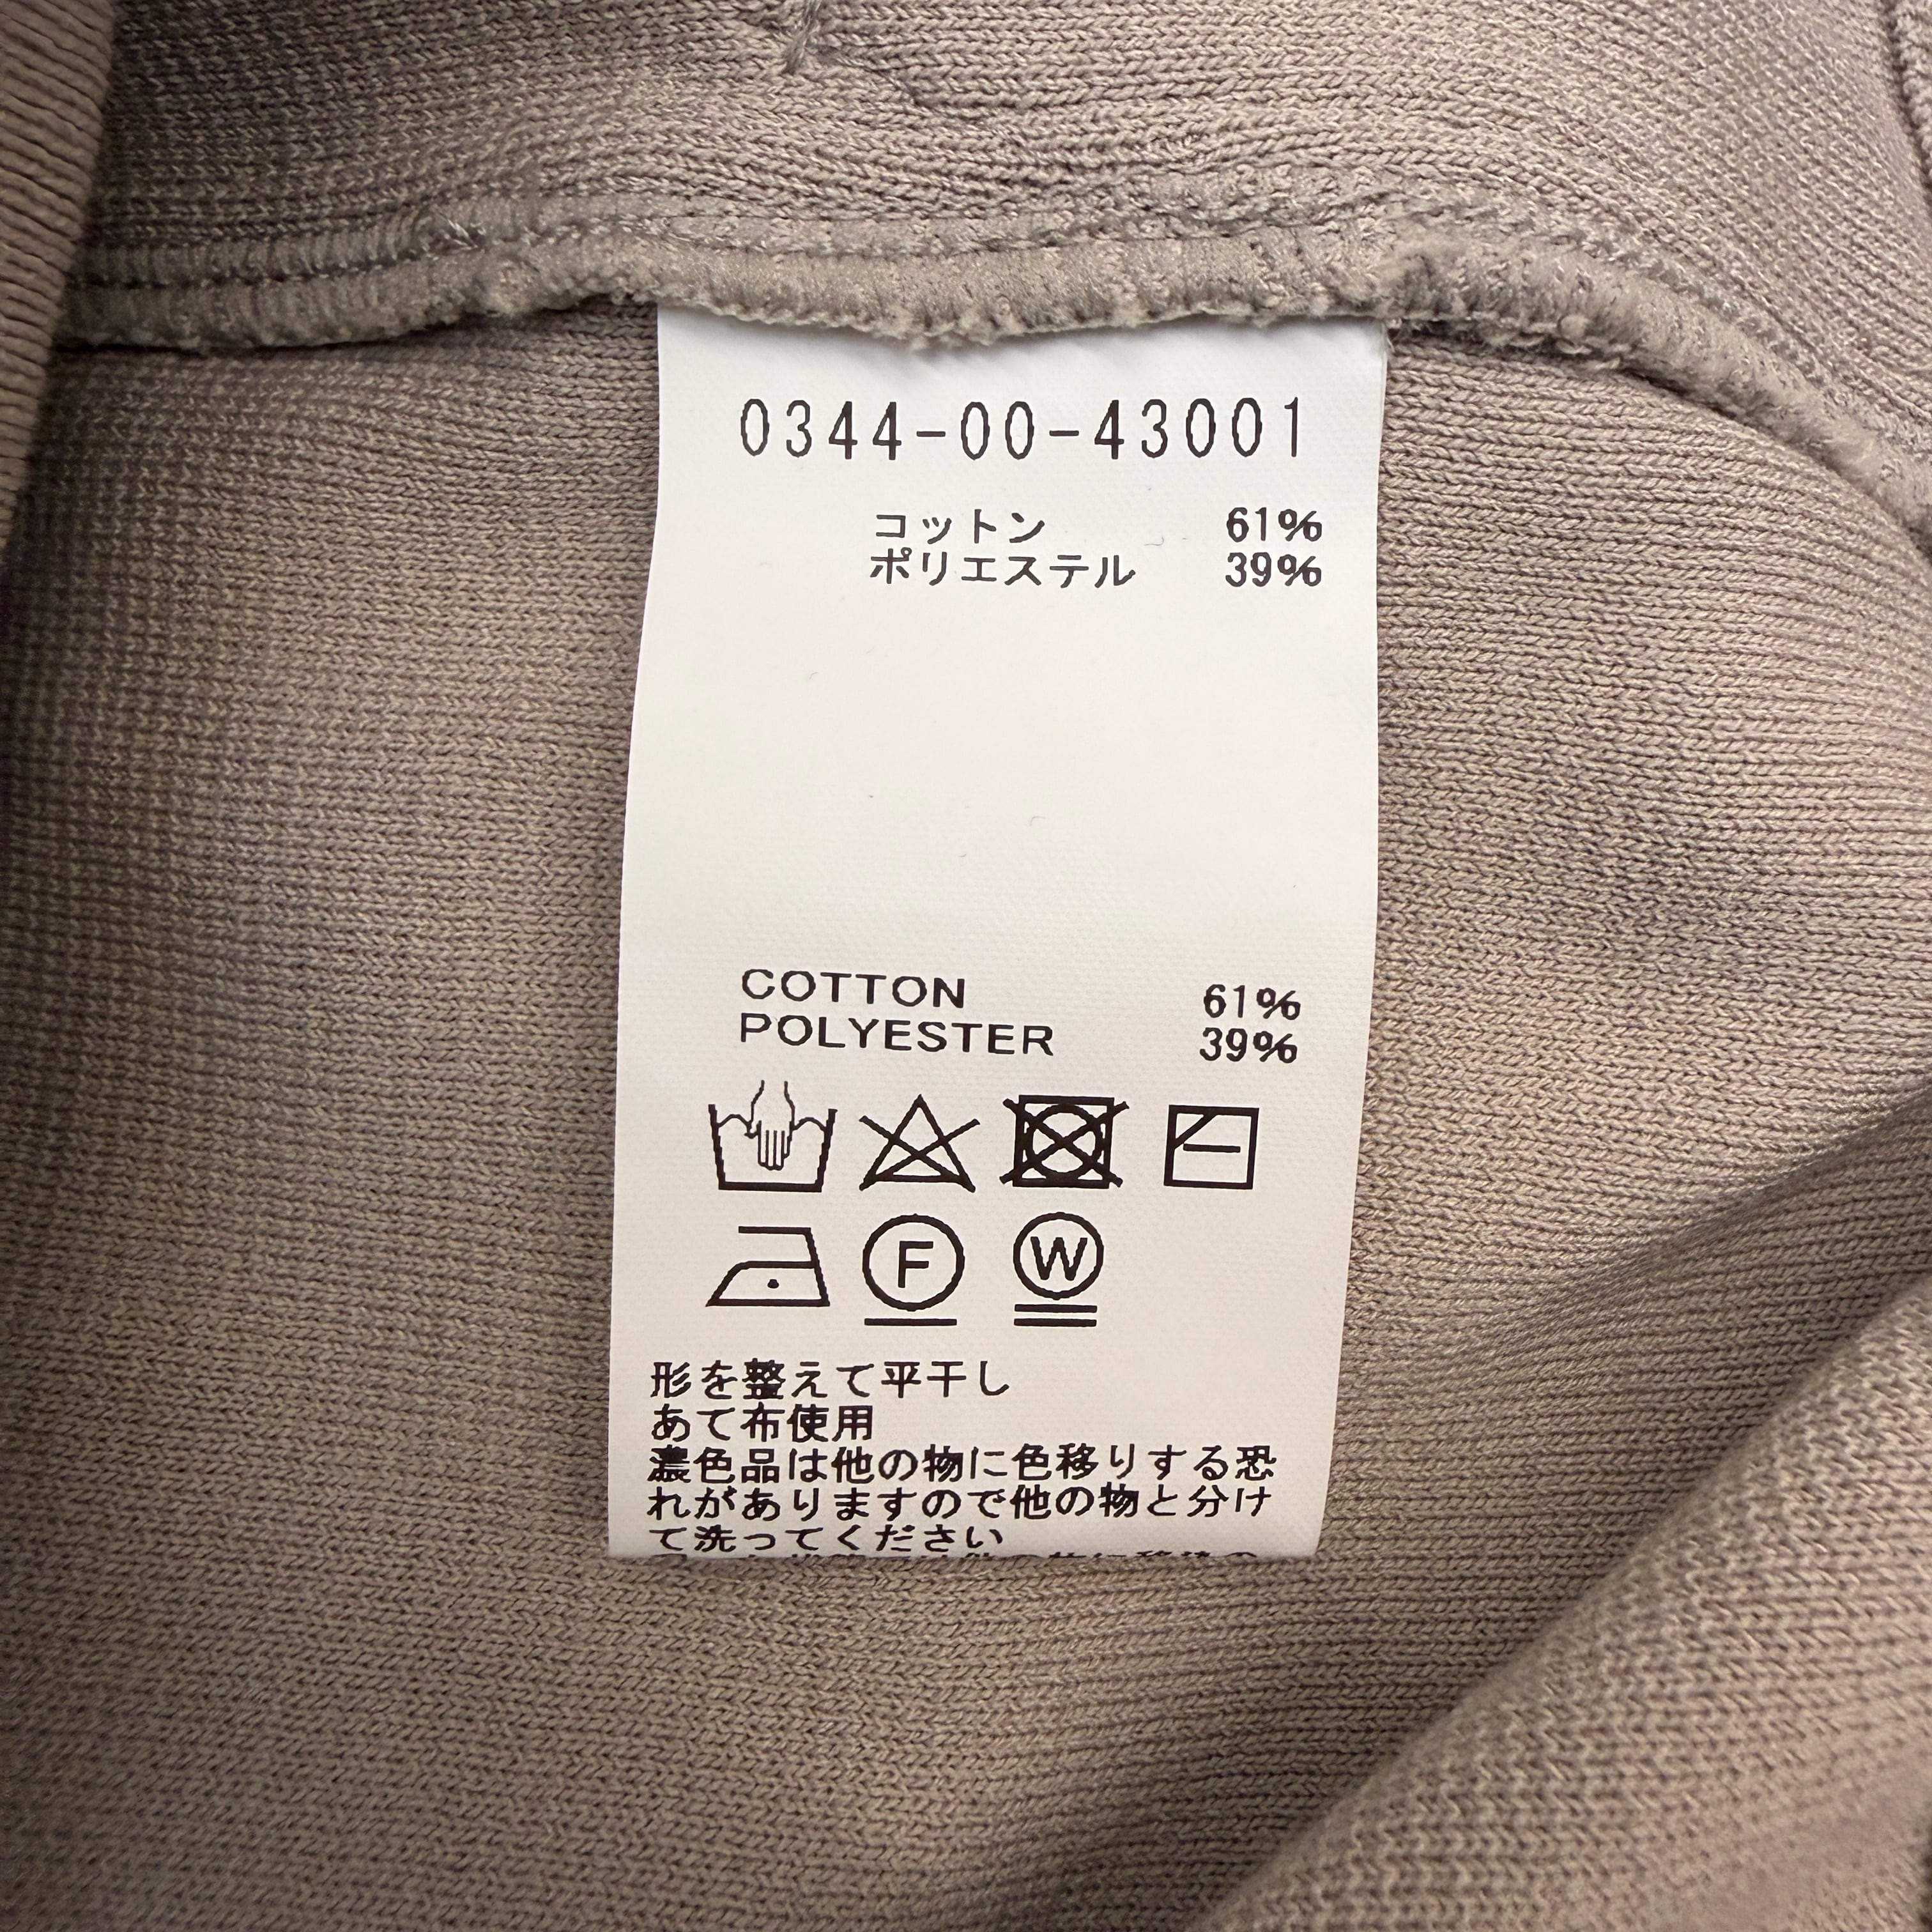 0344-00-43001
コットン 61%
ポリエステル 39%
COTTON 61%
POLYESTER 39%
F W
形を整えて平干し
あて布使用
濃色品は他の物に色移りする恐
れがありますので他の物と分け
て洗ってください